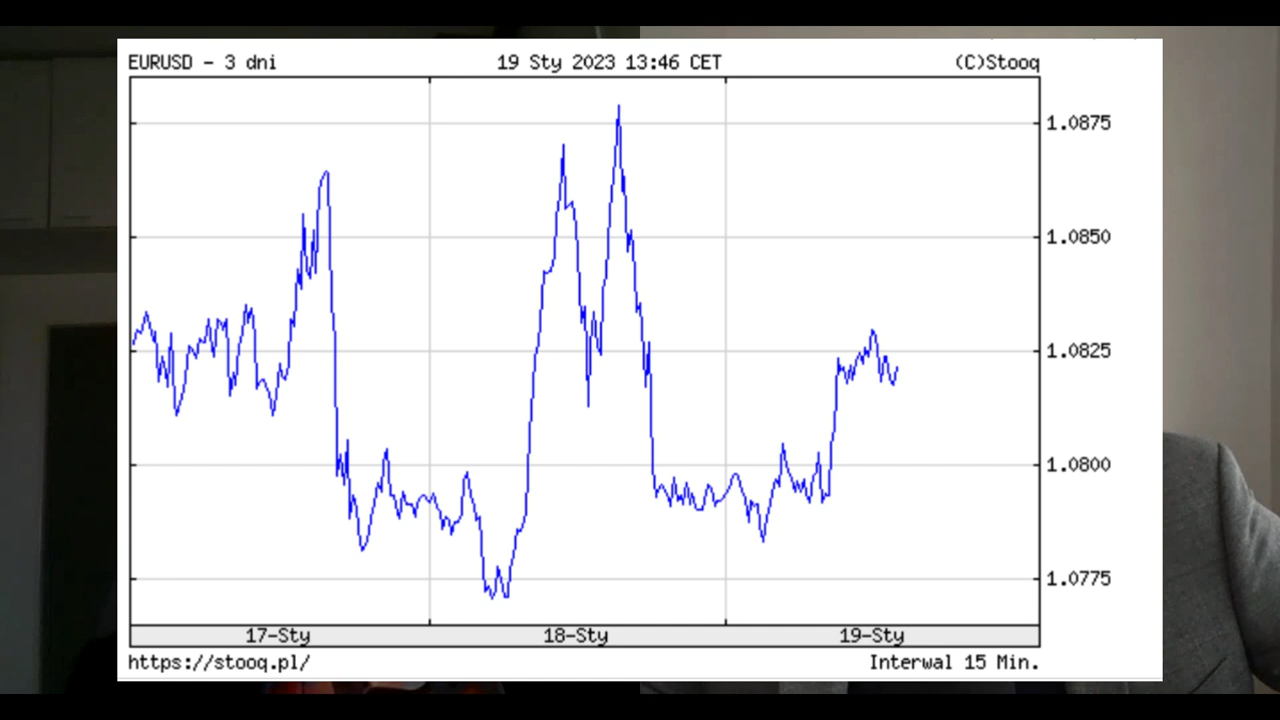 EURUSD - 3 dni 19 Sty 2023 13:46 CET (C)Stooq
1.0875
1.0850
1.0825
1.0800
1.0775
17-Sty 18-Sty 19-Sty
https://stooq.pl/ Interwal 15 Min.